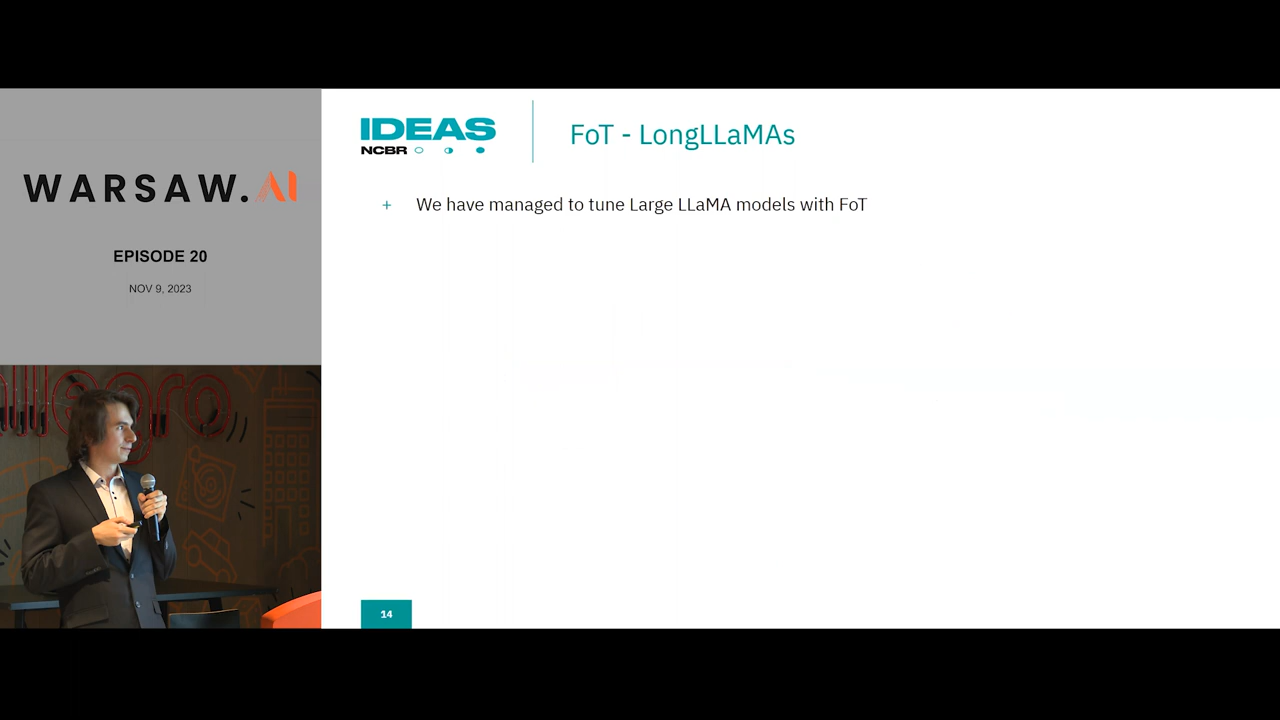 WARSAW.AI
EPISODE 20
NOV 9, 2023
allegro
IDEAS
NCBR
FoT - LongLLaMAs
+ We have managed to tune Large LLaMA models with FoT
14